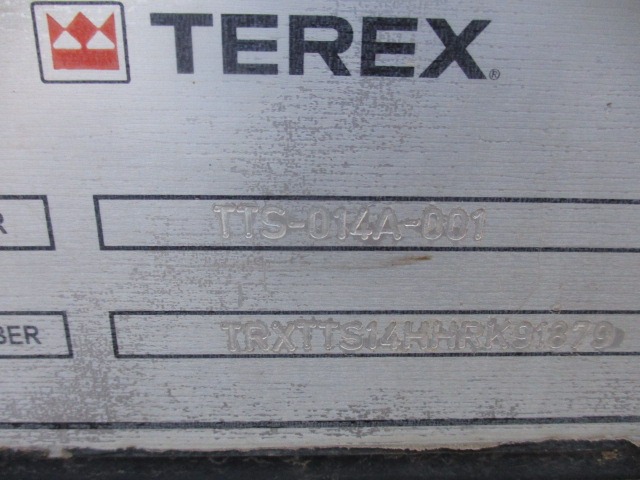 TEREX®
R TTS-014A-001
BER TRXTTS14HHRK91879